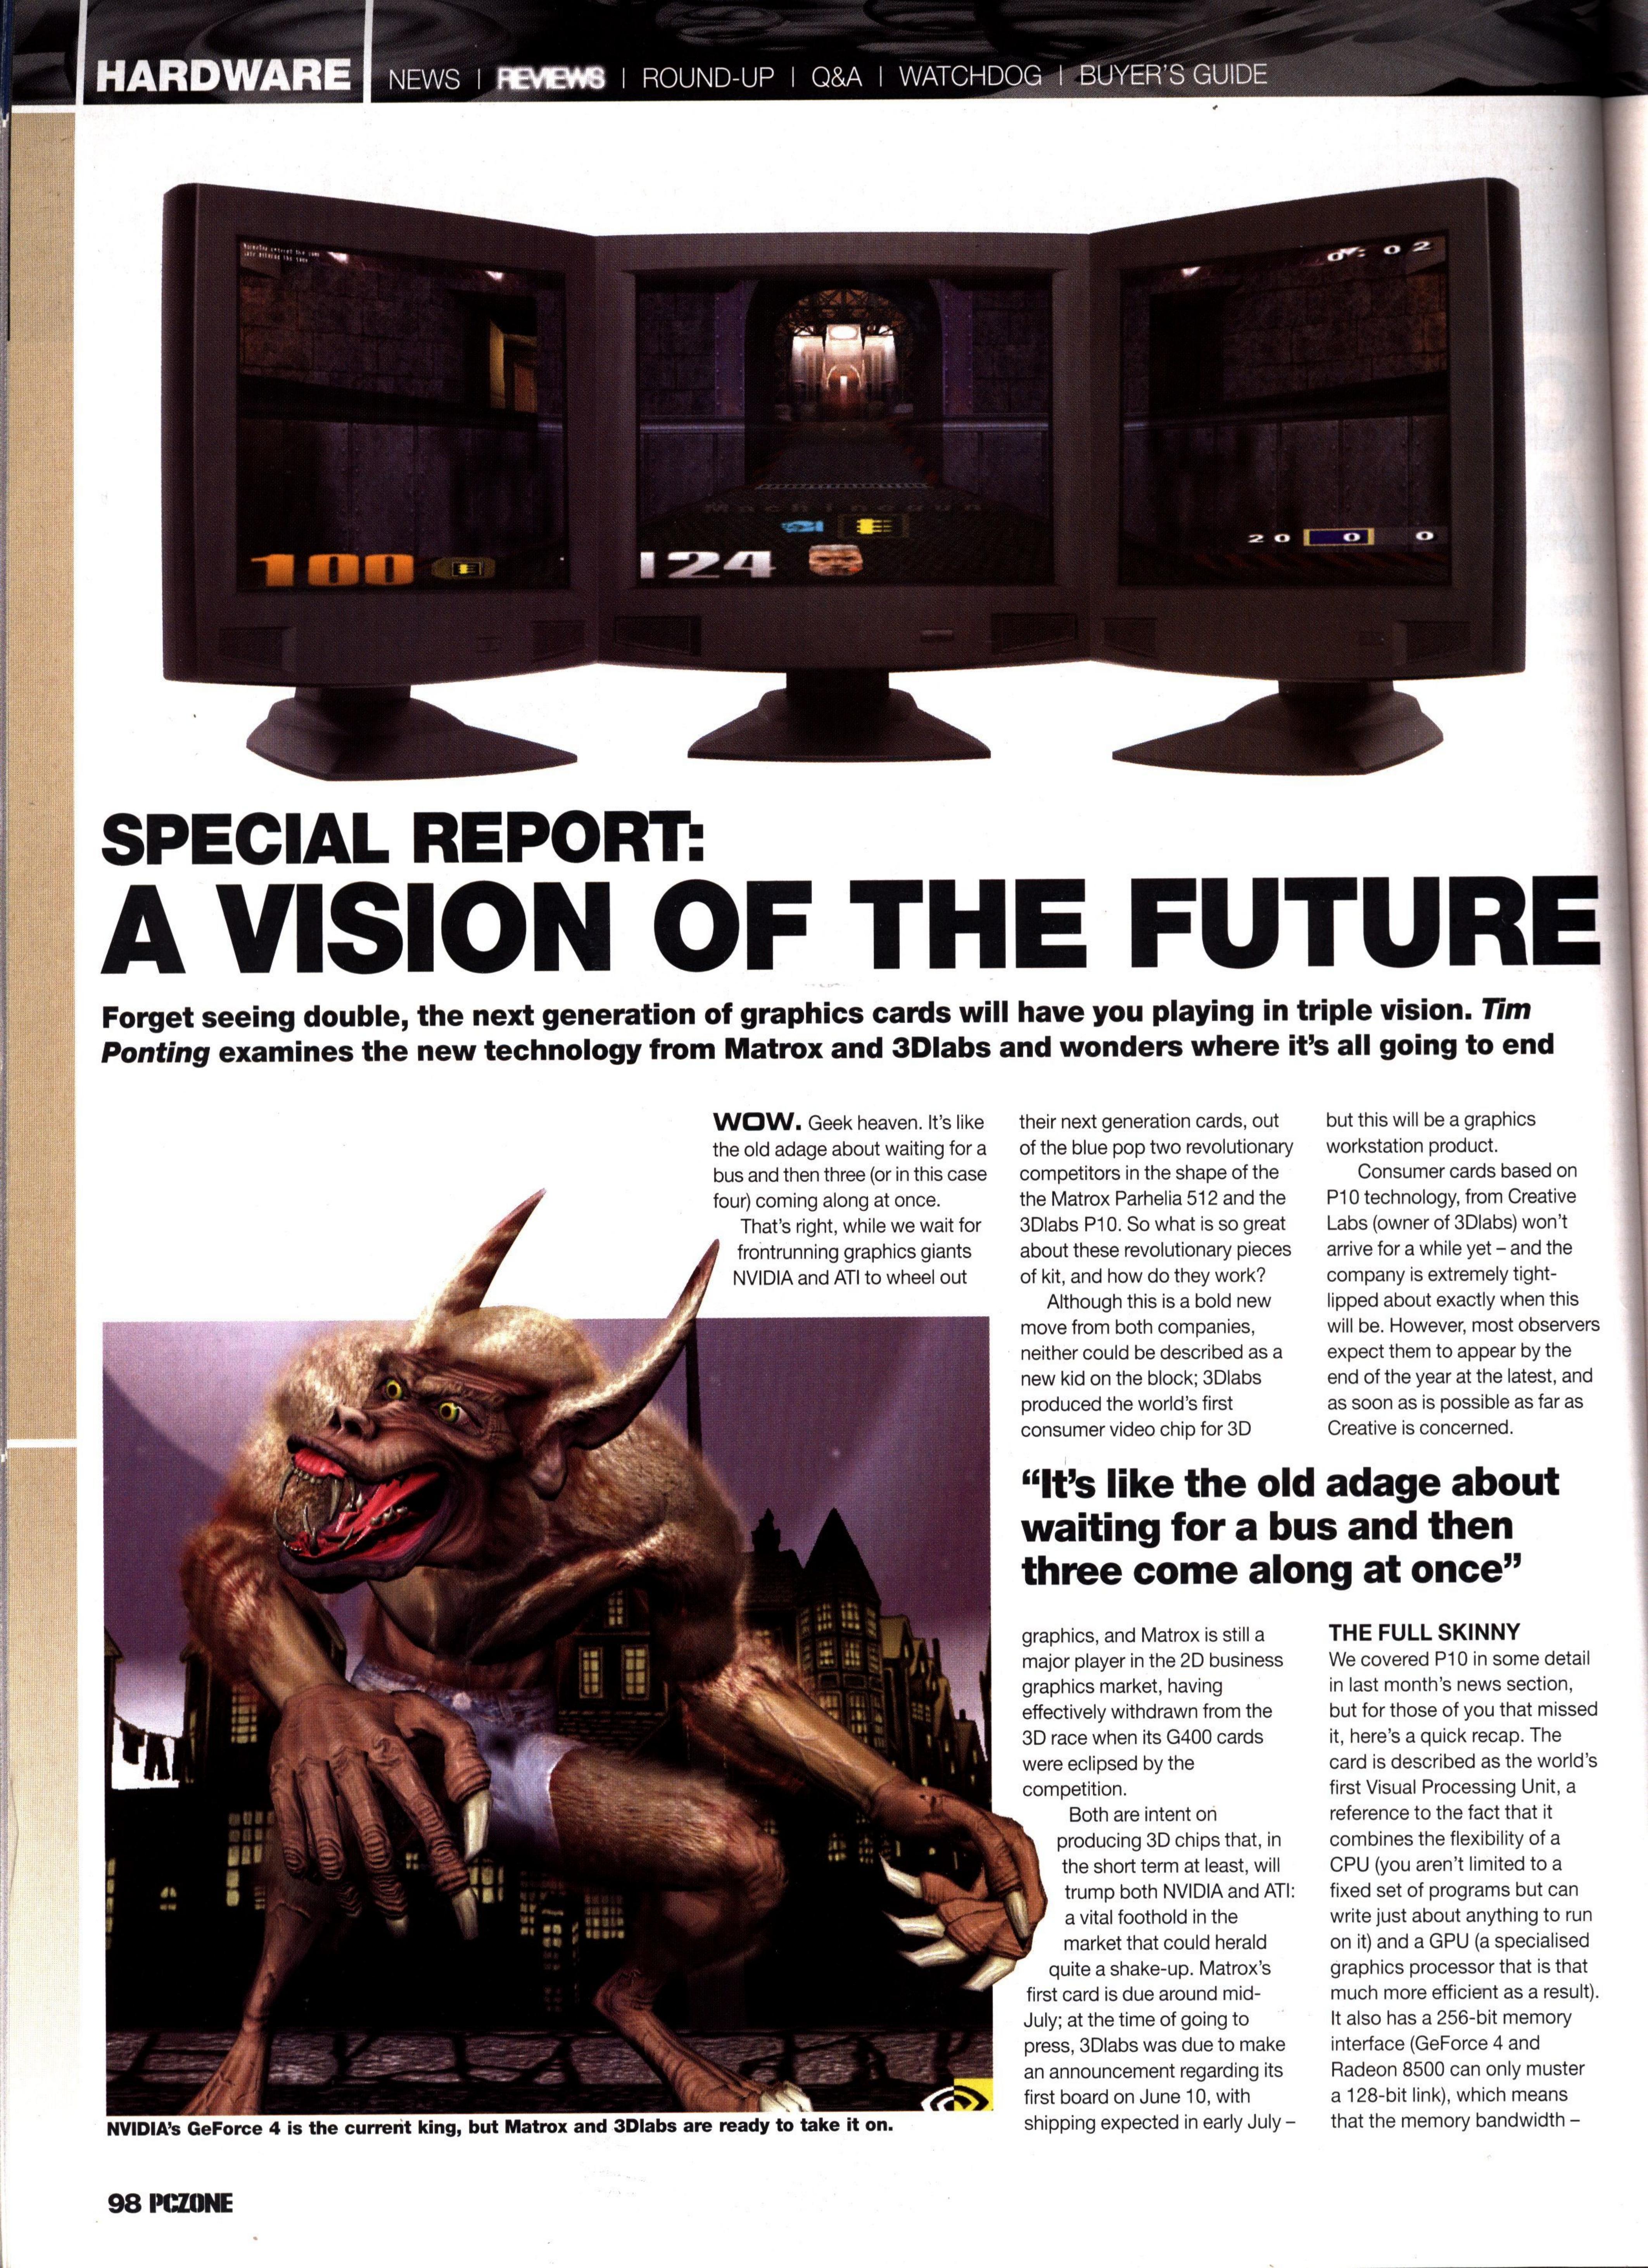 HARDWARE NEWS | REVIEWS | ROUND-UP | Q&A | WATCHDOG | BUYER'S GUIDE
0:02
100
Machinegun
124
20 0 0
SPECIAL REPORT:
A VISION OF THE FUTURE
Forget seeing double, the next generation of graphics cards will have you playing in triple vision. Tim
Ponting examines the new technology from Matrox and 3Dlabs and wonders where it's all going to end
WOW. Geek heaven. It's like
the old adage about waiting for a
bus and then three (or in this case
four) coming along at once.
That's right, while we wait for
frontrunning graphics giants
NVIDIA and ATI to wheel out
their next generation cards, out
of the blue pop two revolutionary
competitors in the shape of the
the Matrox Parhelia 512 and the
3Dlabs P10. So what is so great
about these revolutionary pieces
of kit, and how do they work?
Although this is a bold new
move from both companies,
neither could be described as a
new kid on the block; 3Dlabs
produced the world's first
consumer video chip for 3D
graphics, and Matrox is still a
major player in the 2D business
graphics market, having
effectively withdrawn from the
3D race when its G400 cards
were eclipsed by the
competition.
Both are intent on
producing 3D chips that, in
the short term at least, will
trump both NVIDIA and ATI:
a vital foothold in the
market that could herald
quite a shake-up. Matrox's
first card is due around mid-
July; at the time of going to
press, 3Dlabs was due to make
an announcement regarding its
first board on June 10, with
shipping expected in early July –
but this will be a graphics
workstation product.
Consumer cards based on
P10 technology, from Creative
Labs (owner of 3Dlabs) won't
arrive for a while yet – and the
company is extremely tight-
lipped about exactly when this
will be. However, most observers
expect them to appear by the
end of the year at the latest, and
as soon as is possible as far as
Creative is concerned.
"It's like the old adage about
waiting for a bus and then
three come along at once"
THE FULL SKINNY
We covered P10 in some detail
in last month's news section,
but for those of you that missed
it, here's a quick recap. The
card is described as the world's
first Visual Processing Unit, a
reference to the fact that it
combines the flexibility of a
CPU (you aren't limited to a
fixed set of programs but can
write just about anything to run
on it) and a GPU (a specialised
graphics processor that is that
much more efficient as a result).
It also has a 256-bit memory
interface (GeForce 4 and
Radeon 8500 can only muster
a 128-bit link), which means
that the memory bandwidth –
NVIDIA's GeForce 4 is the current king, but Matrox and 3Dlabs are ready to take it on.
98 PCZONE